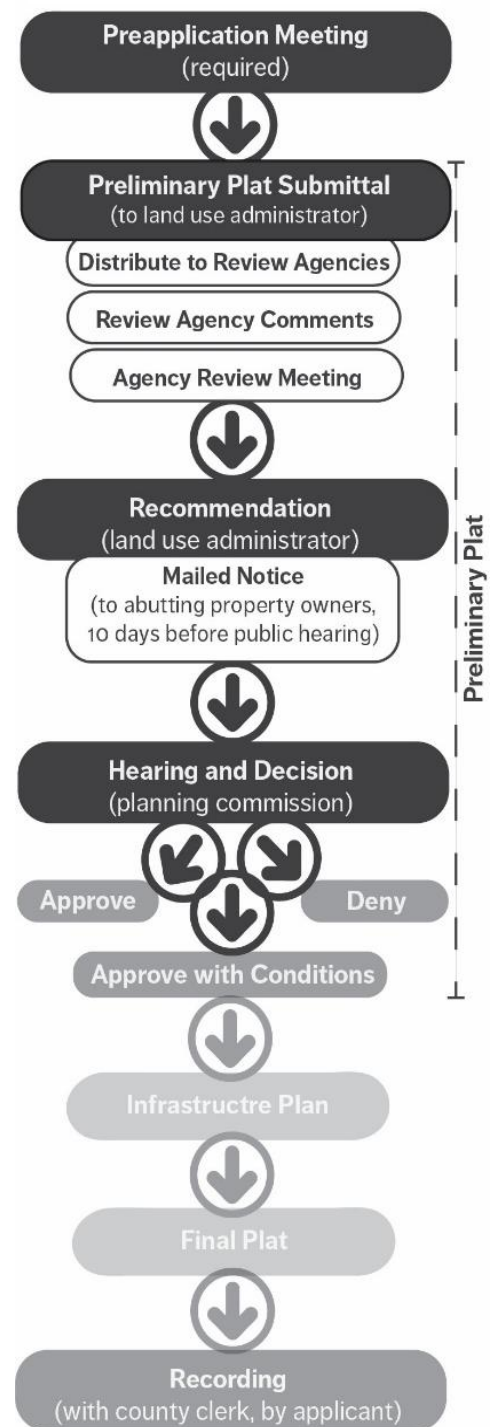 Preapplication Meeting
(required)
Preliminary Plat Submittal
(to land use administrator)
Distribute to Review Agencies
Review Agency Comments
Agency Review Meeting
Recommendation
(land use administrator)
Mailed Notice
(to abutting property owners,
10 days before public hearing)
Preliminary Plat
Hearing and Decision
(planning commission)
Approve
Deny
Approve with Conditions
Infrastructre Plan
Final Plat
Recording
(with county clerk, by applicant)